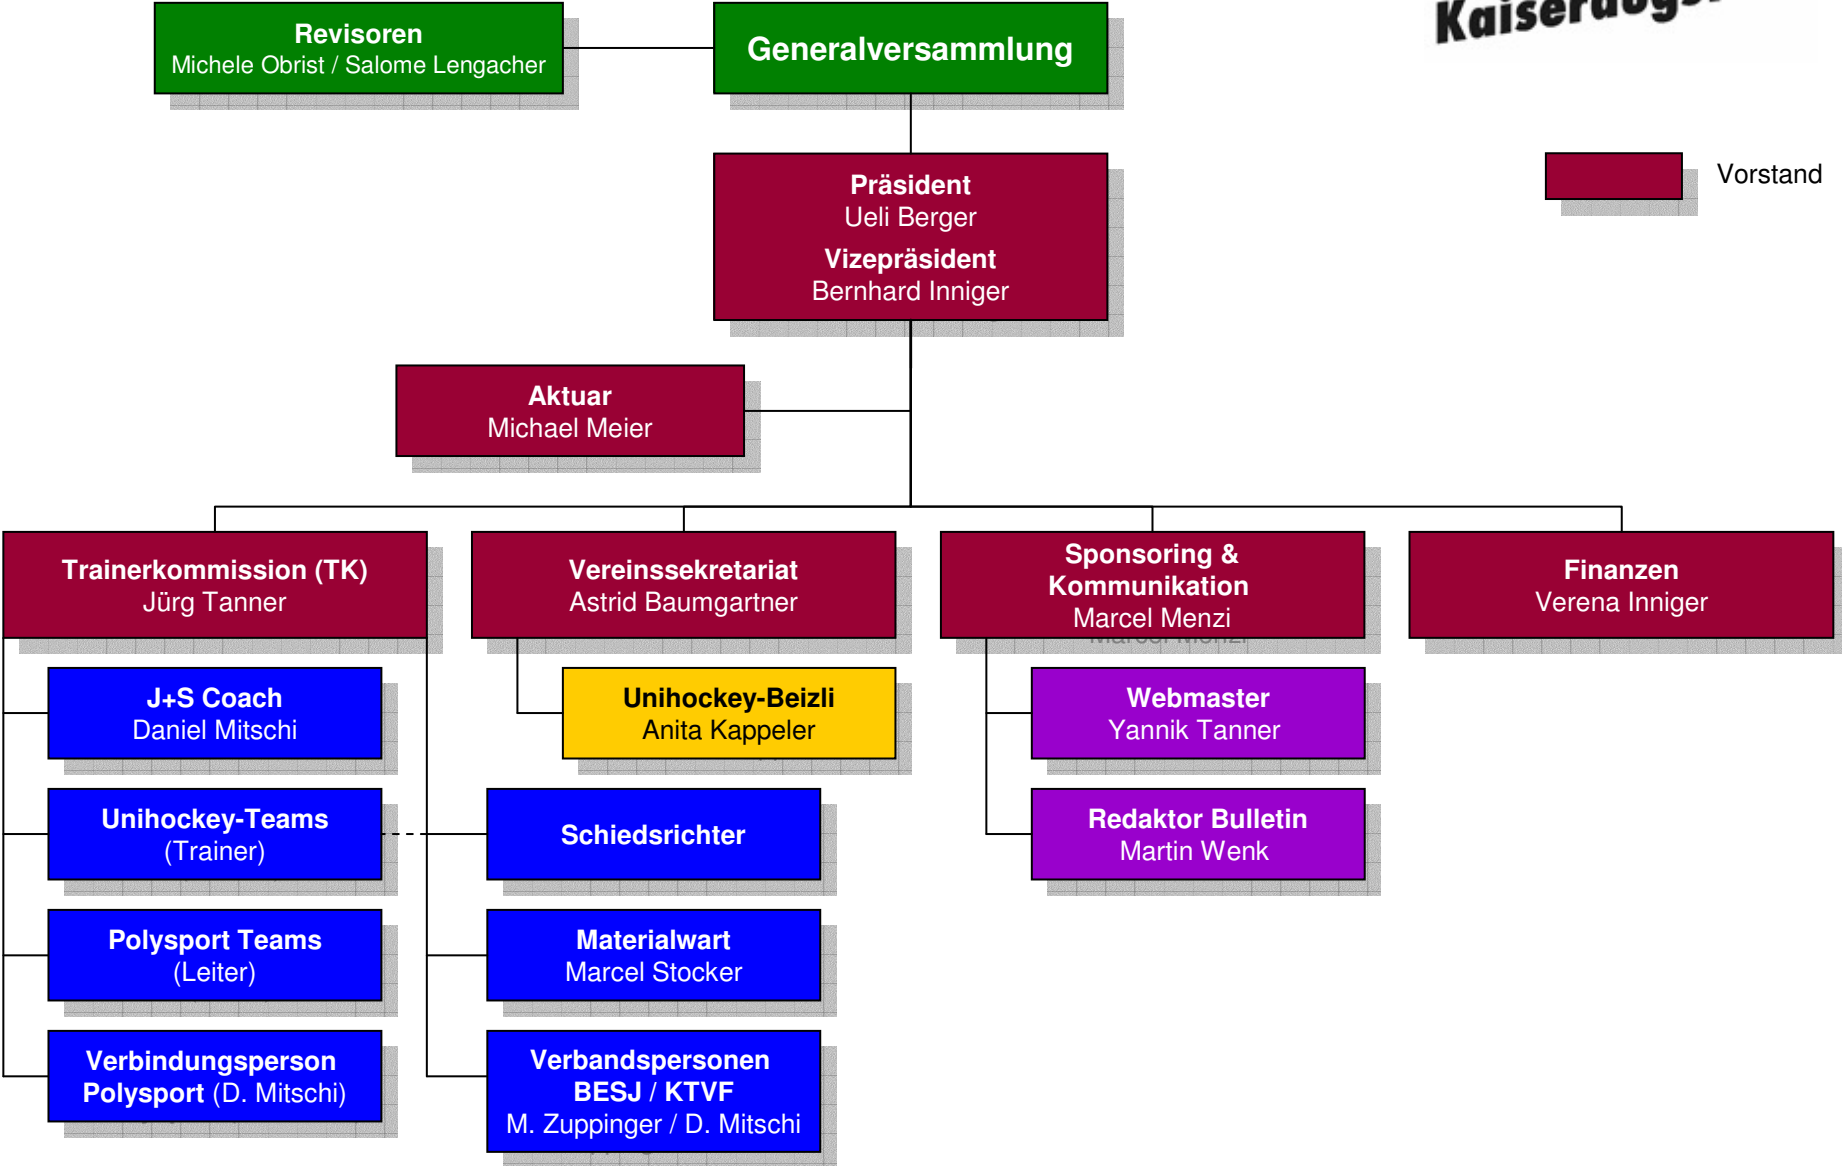 Kaiserdogs
Revisoren
Michele Obrist / Salome Lengacher
Generalversammlung
Präsident
Ueli Berger
Vizepräsident
Bernhard Inniger
Vorstand
Aktuar
Michael Meier
Trainerkommission (TK)
Jürg Tanner
Vereinssekretariat
Astrid Baumgartner
Sponsoring &
Kommunikation
Marcel Menzi
Finanzen
Verena Inniger
J+S Coach
Daniel Mitschi
Unihockey-Beizli
Anita Kappeler
Webmaster
Yannik Tanner
Unihockey-Teams
(Trainer)
Schiedsrichter
Redaktor Bulletin
Martin Wenk
Polysport Teams
(Leiter)
Materialwart
Marcel Stocker
Verbindungsperson
Polysport (D. Mitschi)
Verbandspersonen
BESJ / KTVF
M. Zuppinger / D. Mitschi